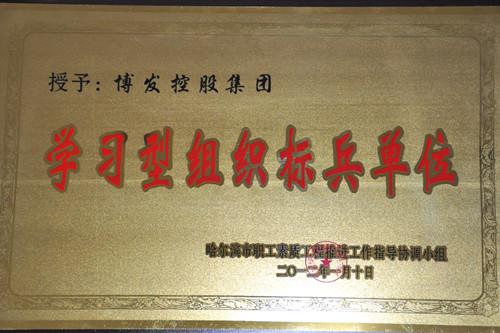 授予：博发控股集团
学习型组织标兵单位
哈尔滨市职工素质工程推进工作指导协调小组
二〇一二年一月十日